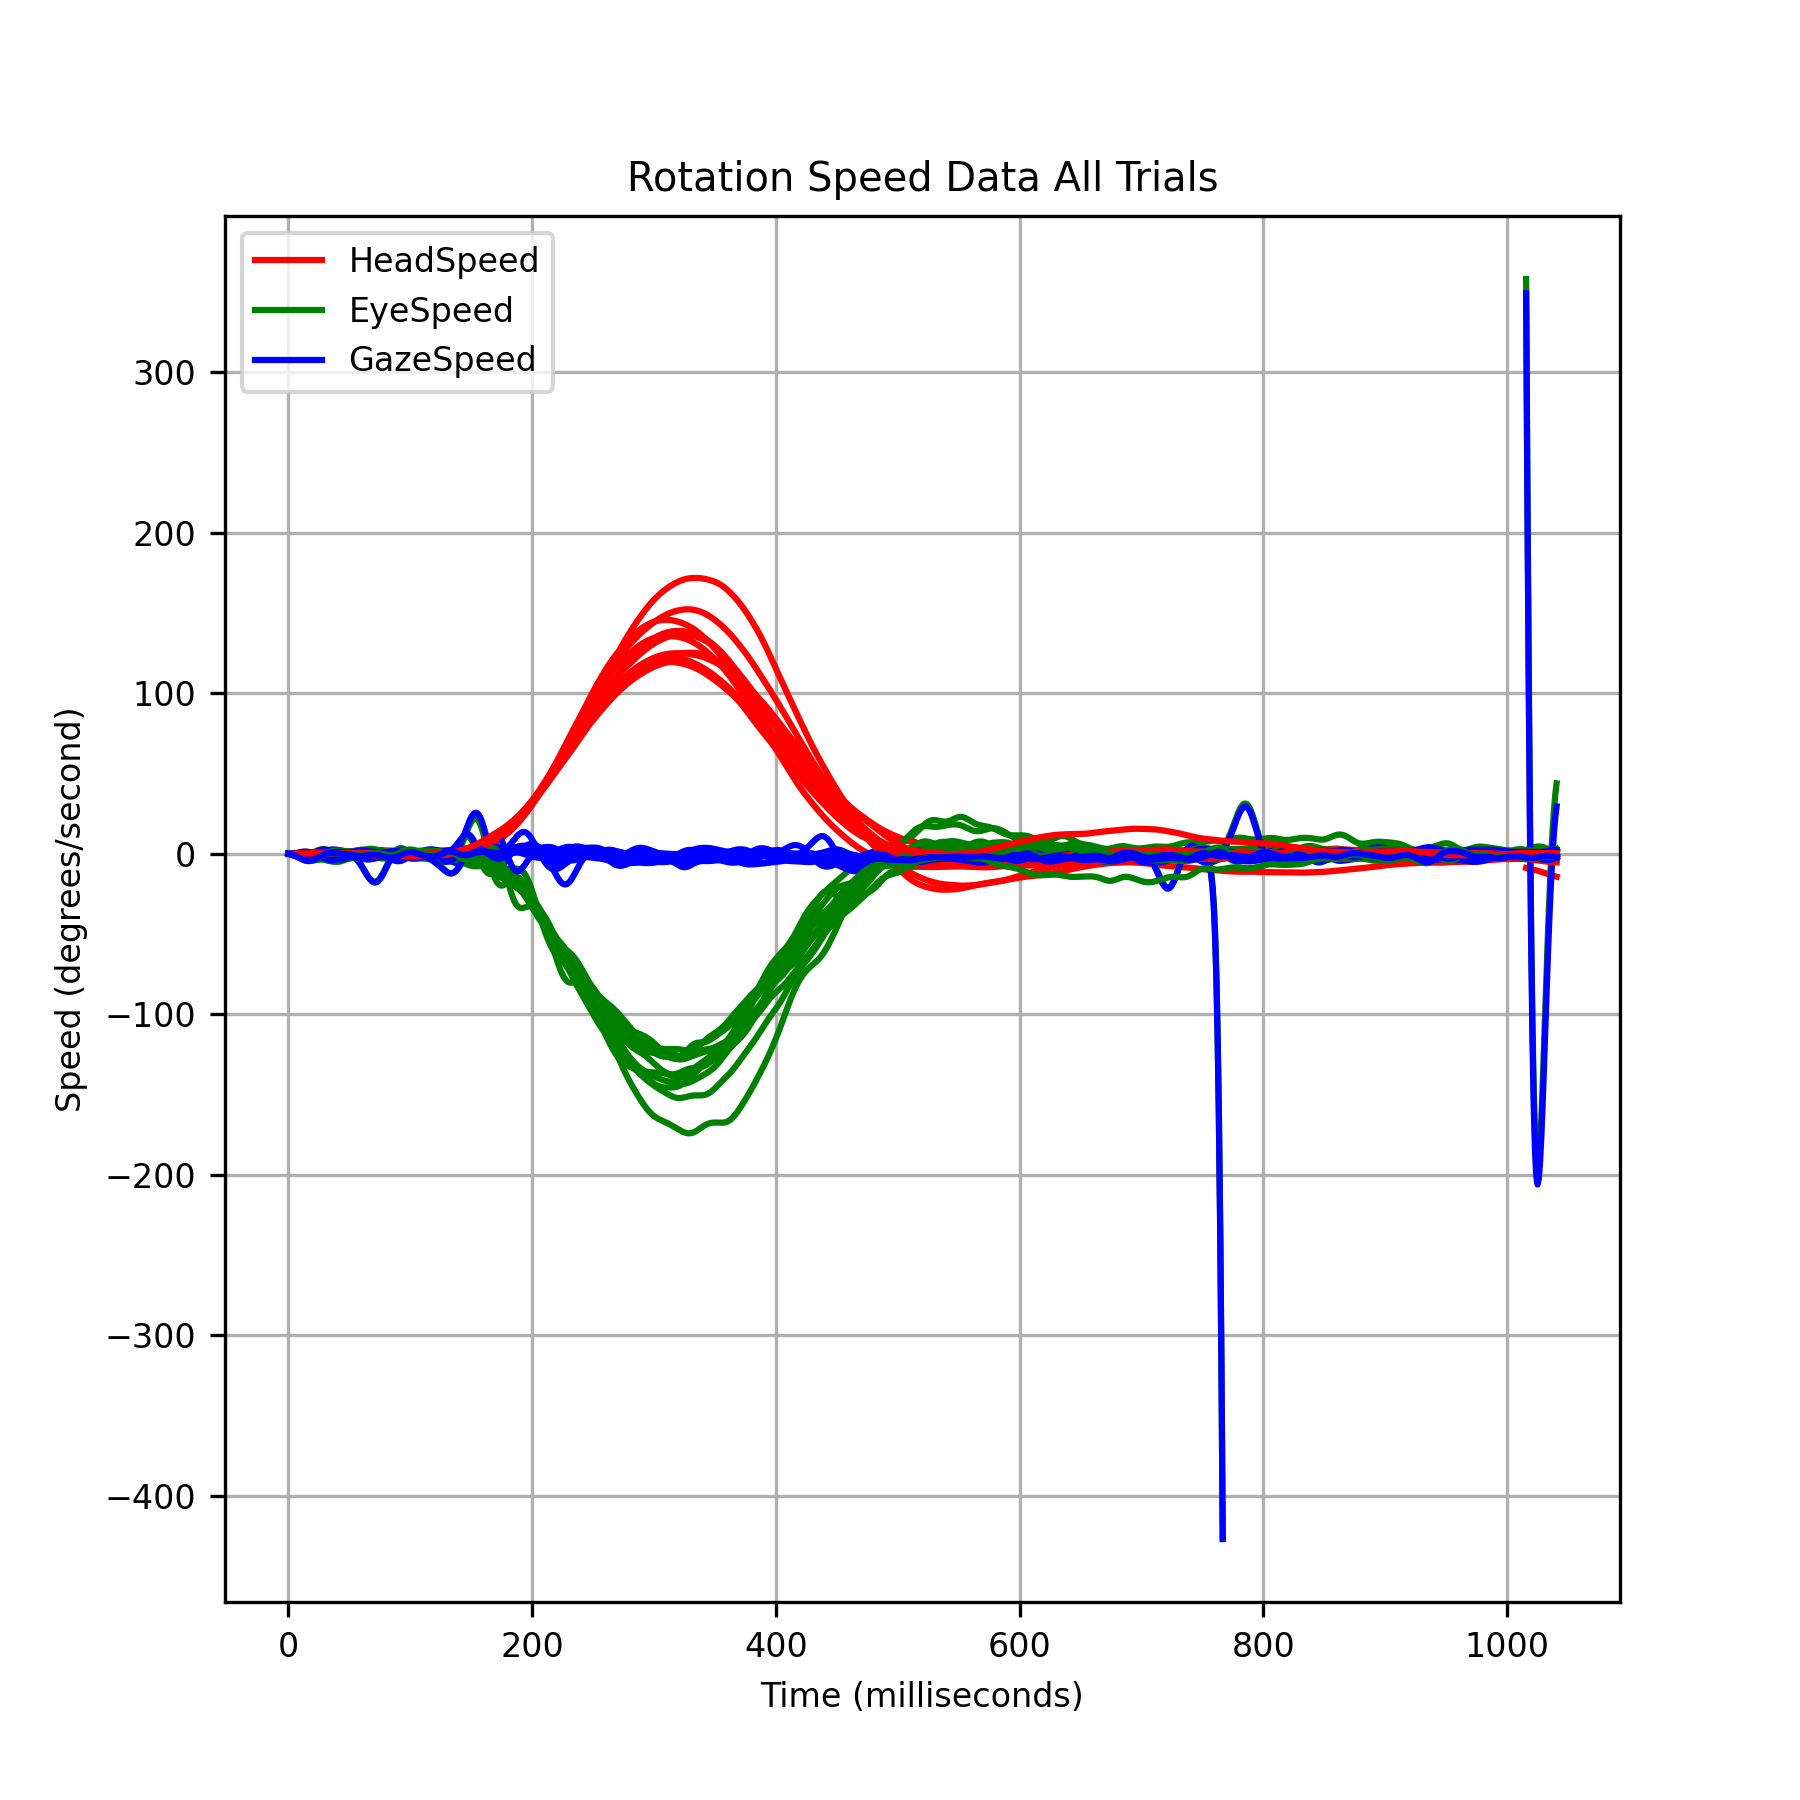 Rotation Speed Data All Trials
HeadSpeed
EyeSpeed
GazeSpeed
300
200
100
0
−100
−200
−300
−400
Speed (degrees/second)
0 200 400 600 800 1000
Time (milliseconds)